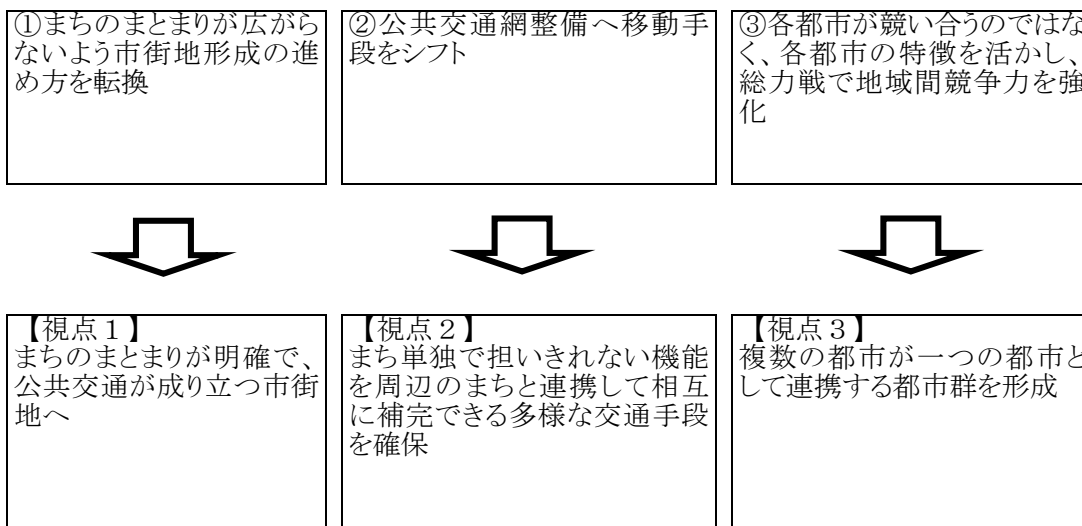 ①まちのまとまりが広がら
ないよう市街地形成の進
め方を転換
②公共交通網整備へ移動手
段をシフト
③各都市が競い合うのではな
く、各都市の特徴を活かし、
総力戦で地域間競争力を強
化
【視点１】
まちのまとまりが明確で、
公共交通が成り立つ市街
地へ
【視点２】
まち単独で担いきれない機能
を周辺のまちと連携して相互
に補完できる多様な交通手段
を確保
【視点３】
複数の都市が一つの都市と
して連携する都市群を形成